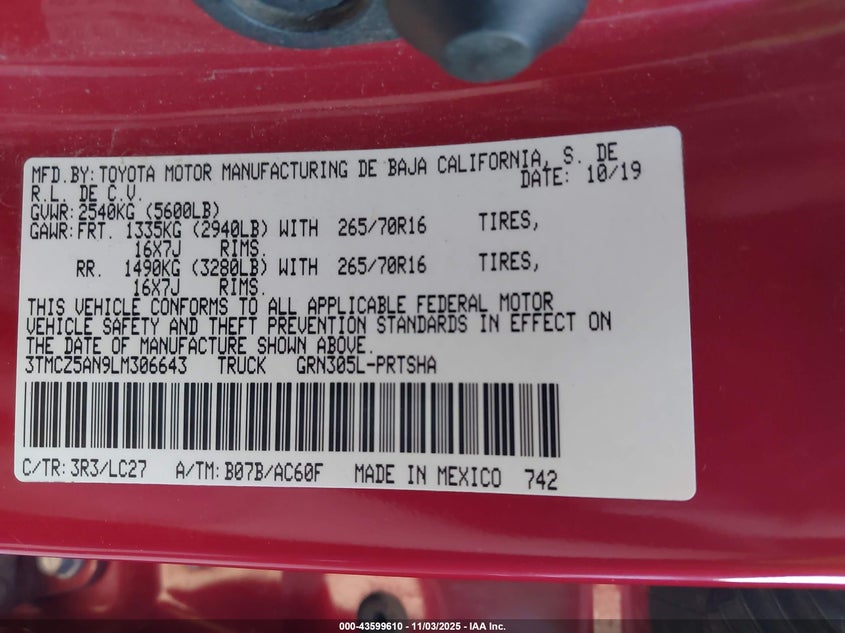 MFD.BY:TOYOTA MOTOR MANUFACTURING DE BAJA CALIFORNIA, S. DE
R.L. DE C.V. DATE: 10/19
GVWR:2540KG (5600LB)
GAWR:FRT. 1335KG (2940LB) WITH 265/70R16 TIRES,
16X7J RIMS.
RR. 1490KG (3280LB) WITH 265/70R16 TIRES,
16X7J RIMS.
THIS VEHICLE CONFORMS TO ALL APPLICABLE FEDERAL MOTOR
VEHICLE SAFETY AND THEFT PREVENTION STANDARDS IN EFFECT ON
THE DATE OF MANUFACTURE SHOWN ABOVE.
3TMCZ5AN9LM306643 TRUCK GRN305L-PRTSHA
C/TR:3R3/LC27 A/TM:B07B/AC60F MADE IN MEXICO 742
000-43599610 - 11/03/2025 - IAA Inc.